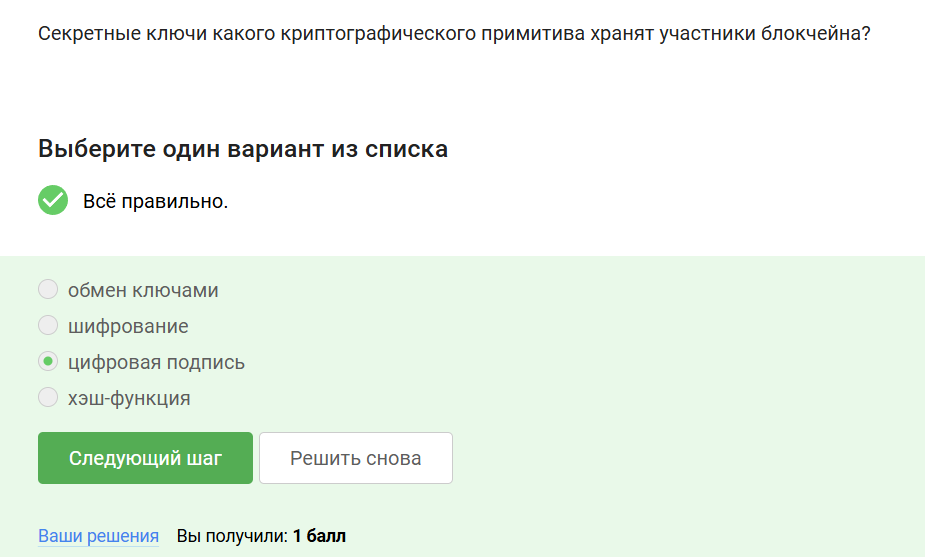 Секретные ключи какого криптографического примитива хранят участники блокчейна?
Выберите один вариант из списка
Всё правильно.
обмен ключами
шифрование
цифровая подпись
хэш-функция
Следующий шаг Решить снова
Ваши решения Вы получили: 1 балл